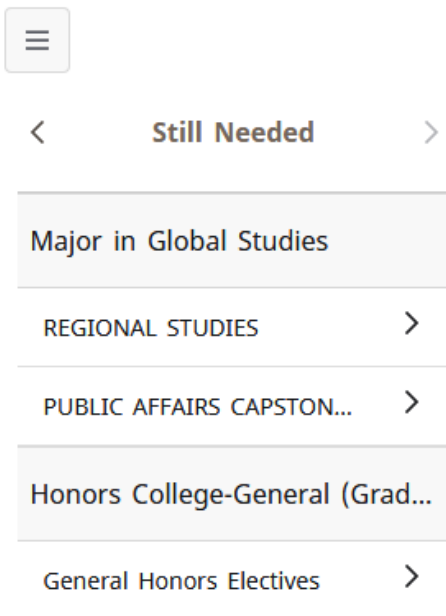 Still Needed
Major in Global Studies
REGIONAL STUDIES
PUBLIC AFFAIRS CAPSTON...
Honors College-General (Grad...
General Honors Electives